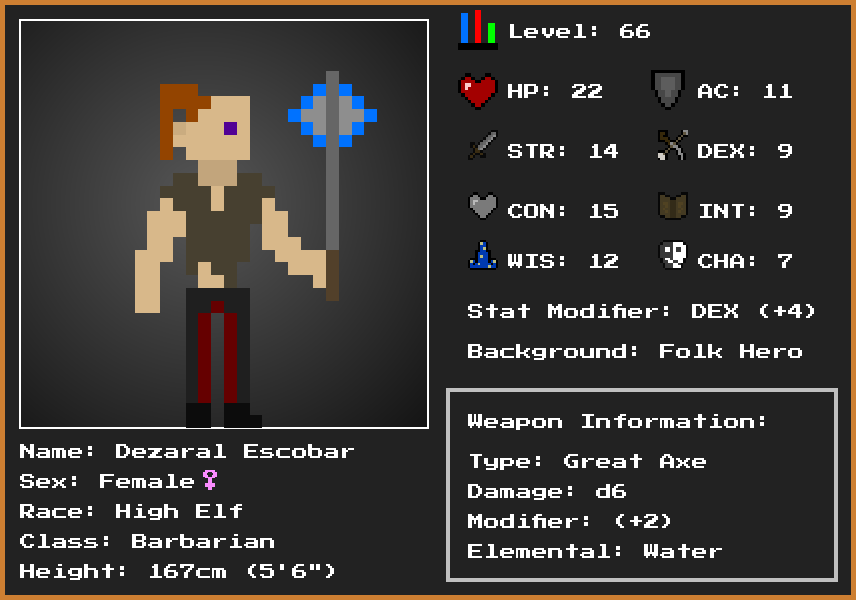 Level: 66
HP: 22
AC: 11
STR: 14
DEX: 9
CON: 15
INT: 9
WIS: 12
CHA: 7
Stat Modifier: DEX (+4)
Background: Folk Hero
Weapon Information:
Type: Great Axe
Damage: d6
Modifier: (+2)
Elemental: Water
Name: Dezaral Escobar
Sex: Female♀
Race: High Elf
Class: Barbarian
Height: 167cm (5'6")